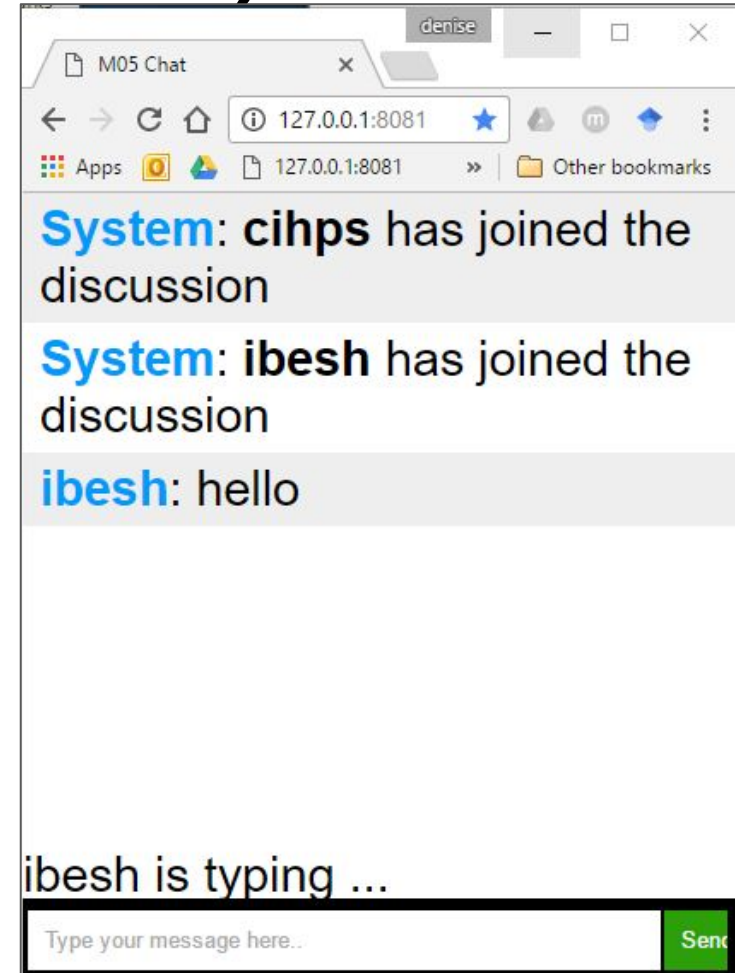 denise
M05 Chat
127.0.0.1:8081
Apps 127.0.0.1:8081 » Other bookmarks
System: cihps has joined the
discussion
System: ibesh has joined the
discussion
ibesh: hello
ibesh is typing ...
Type your message here.. Send